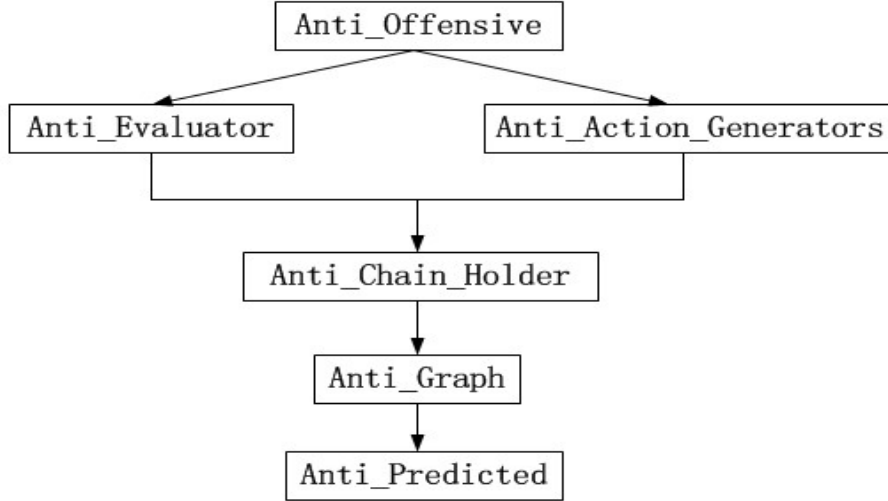 Anti_Offensive
Anti_Evaluator
Anti_Action_Generators
Anti_Chain_Holder
Anti_Graph
Anti_Predicted